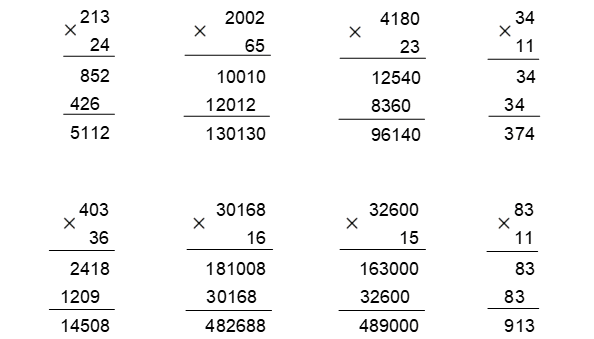 213 2002 4180 34
× 24 × 65 × 23 × 11
852 10010 12540 34
426 12012 8360 34
5112 130130 96140 374
403 30168 32600 83
× 36 × 16 × 15 × 11
2418 181008 163000 83
1209 30168 32600 83
14508 482688 489000 913